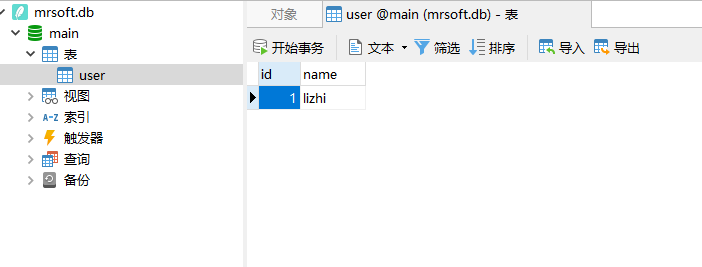 mrsoft.db
main
表
user
视图
A-Z 索引
触发器
查询
备份
对象 user @main (mrsoft.db) - 表
开始事务 文本 筛选 排序 导入 导出
id name
1 lizhi